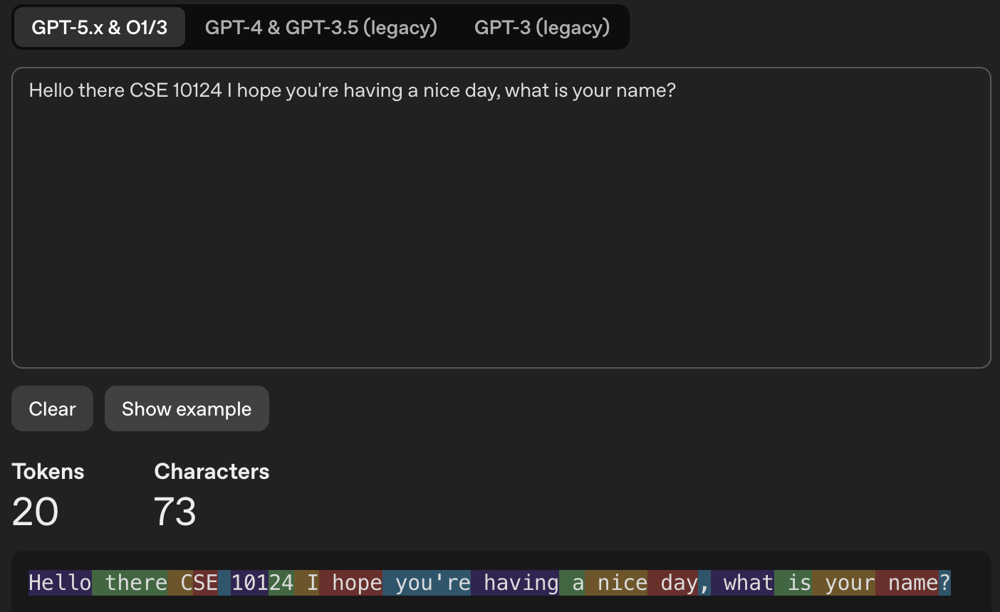 GPT-5.x & O1/3 GPT-4 & GPT-3.5 (legacy) GPT-3 (legacy)
Hello there CSE 10124 I hope you're having a nice day, what is your name?
Clear Show example
Tokens Characters
20 73
Hello there CSE 10124 I hope you're having a nice day, what is your name?